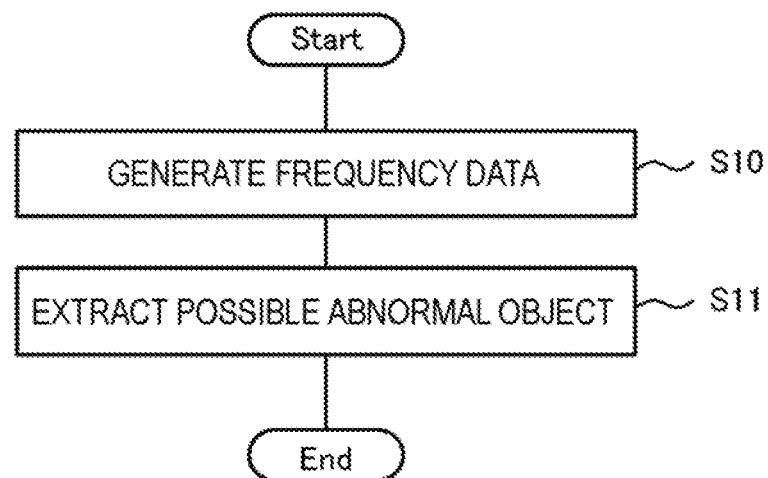 Start
GENERATE FREQUENCY DATA
S10
EXTRACT POSSIBLE ABNORMAL OBJECT
S11
End